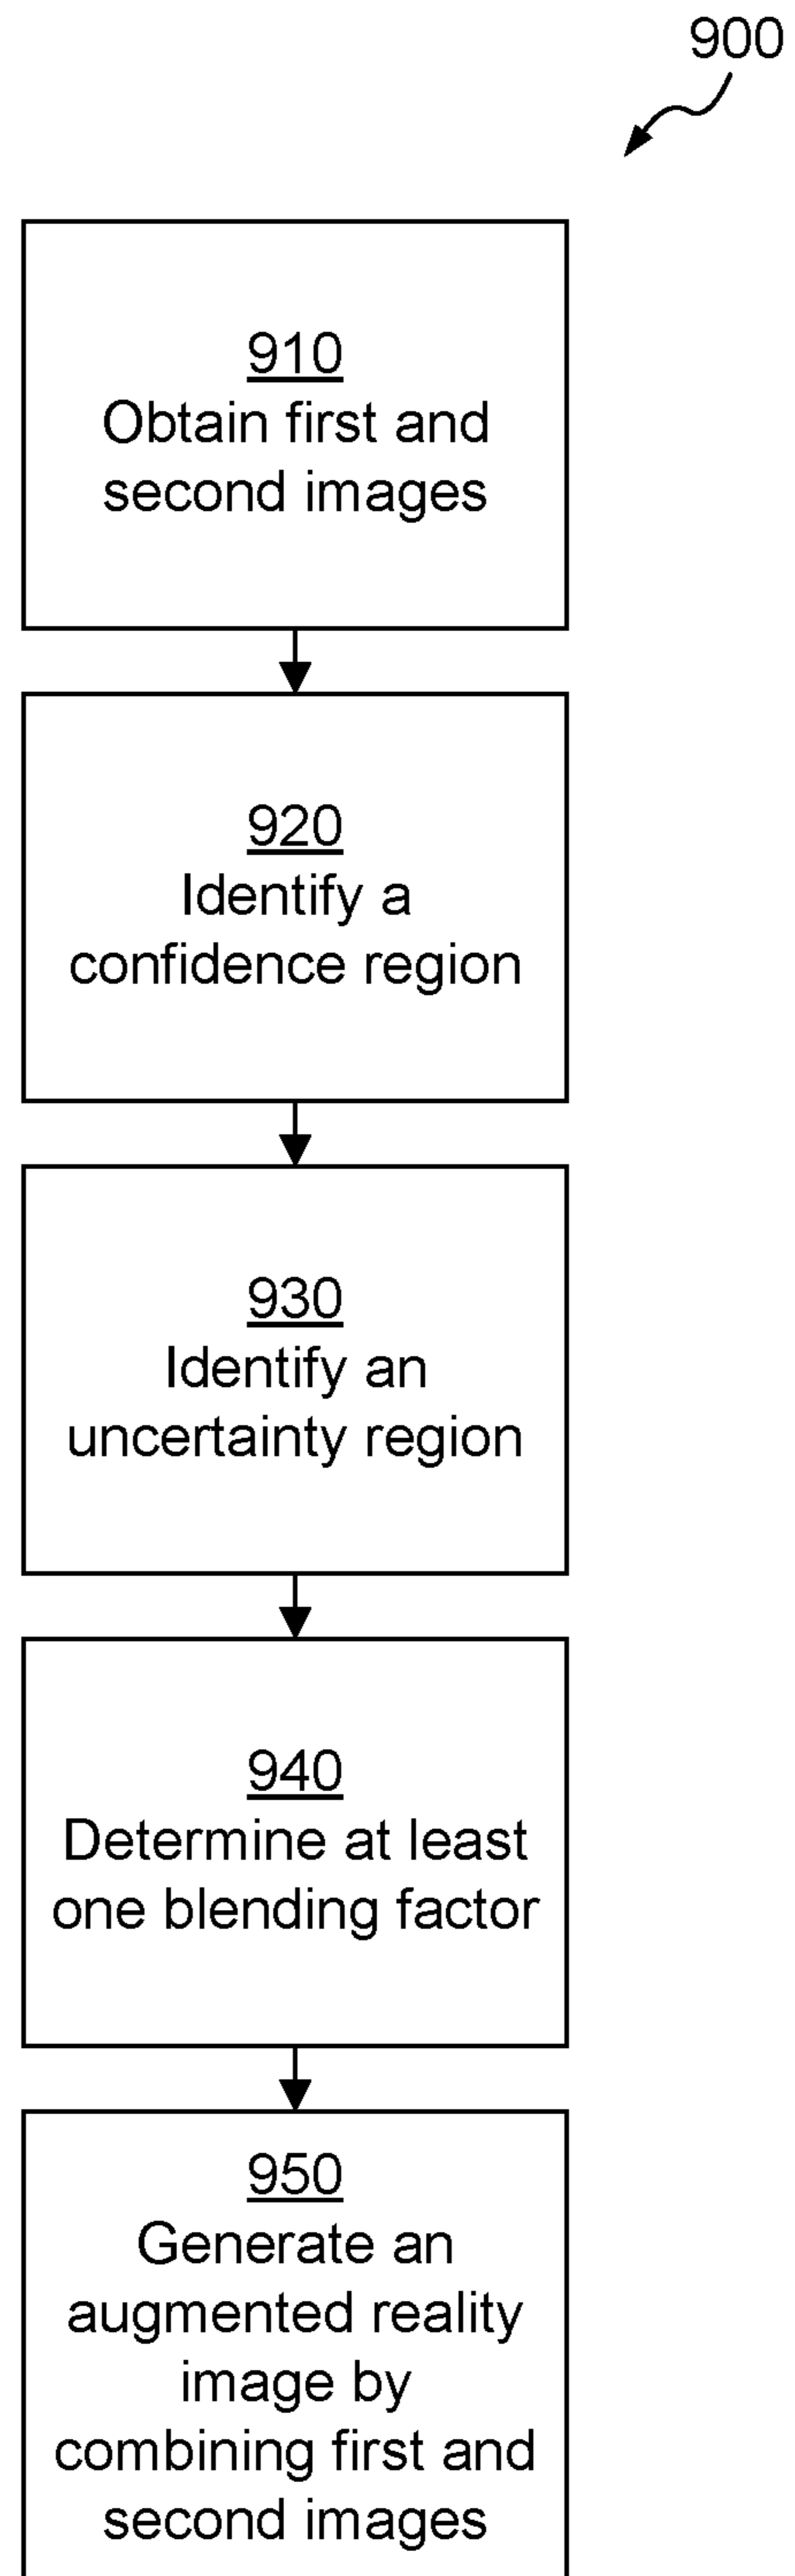 900
910
Obtain first and
second images
920
Identify a
confidence region
930
Identify an
uncertainty region
940
Determine at least
one blending factor
950
Generate an
augmented reality
image by
combining first and
second images